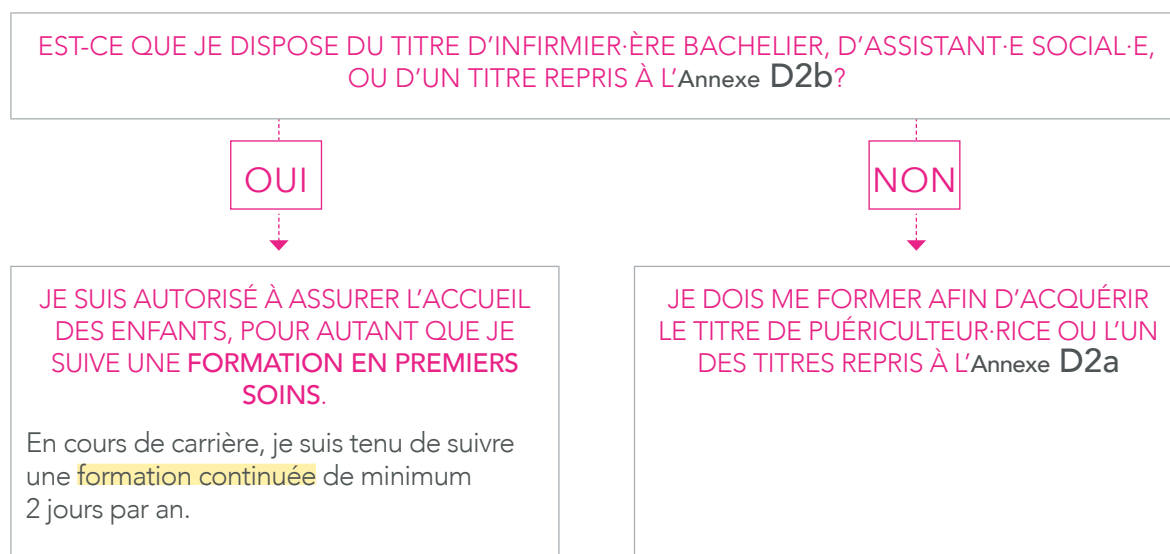 EST-CE QUE JE DISPOSE DU TITRE D'INFIRMIER·ÈRE BACHELIER, D'ASSISTANT·E SOCIAL·E,
OU D'UN TITRE REPRIS À L'Annexe D2b?
OUI
NON
JE SUIS AUTORISÉ À ASSURER L'ACCUEIL
DES ENFANTS, POUR AUTANT QUE JE
SUIVE UNE FORMATION EN PREMIERS
SOINS.
En cours de carrière, je suis tenu de suivre
une formation continuée de minimum
2 jours par an.
JE DOIS ME FORMER AFIN D'ACQUÉRIR
LE TITRE DE PUÉRICULTEUR·RICE OU L'UN
DES TITRES REPRIS À L'Annexe D2a